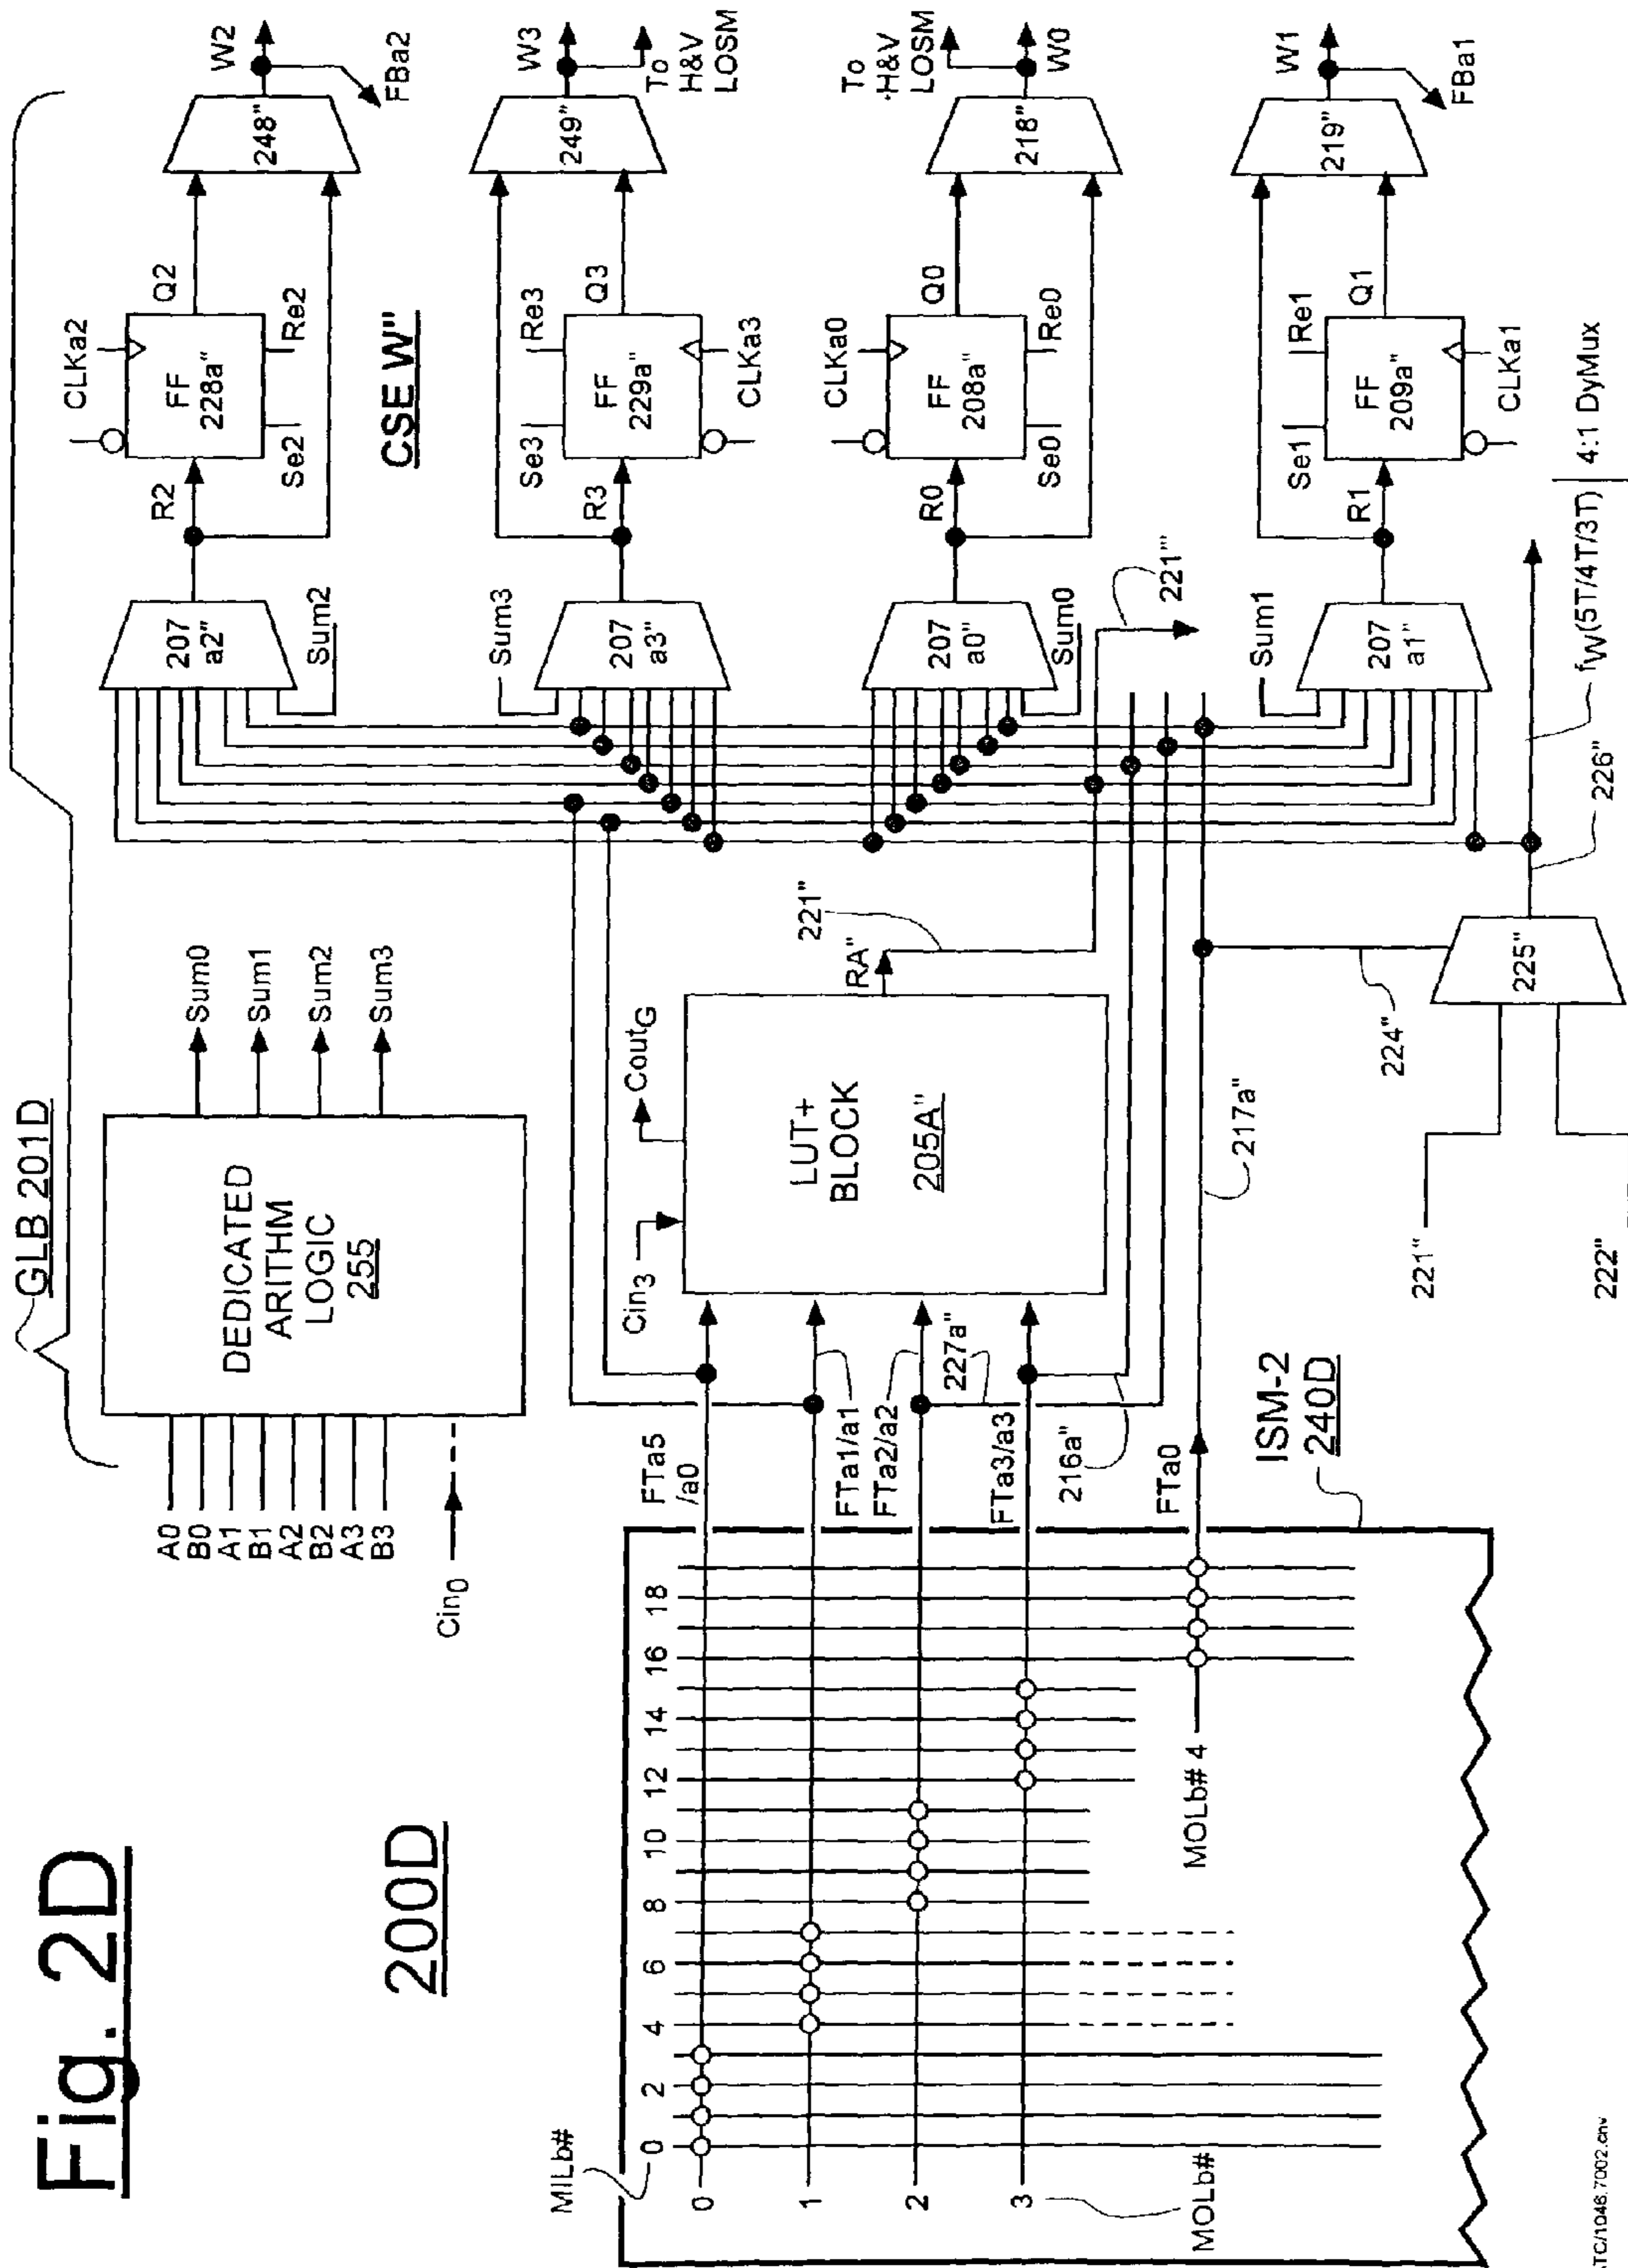 Fig. 2D
200D
GLB 201D
A0
B0
A1
B1
A2
B2
A3
B3
Cin0
DEDICATED
ARITHM
LOGIC
255
Sum0
Sum1
Sum2
Sum3
CSE W"
207
a2"
Sum2
R2
CLKa2
FF
228a"
Se2
Re2
Q2
248"
W2
FBa2
Sum3
207
a3"
R3
Se3
Re3
FF
229a"
CLKa3
Q3
249"
W3
To
H&V
LOSM
207
a0"
Sum0
R0
CLKa0
FF
208a"
Se0
Re0
Q0
218"
To
H&V
LOSM
W0
Sum1
207
a1"
R1
Se1
Re1
FF
209a"
CLKa1
Q1
219"
W1
FBa1
MILb#
0
2
4
6
8
10
12
14
16
18
0
1
2
3
MOLb#
MOLb# 4
ISM-2
240D
FTa5
/a0
FTa1/a1
FTa2/a2
227a"
FTa3/a3
216a"
FTa0
217a"
Cin3
CoutG
LUT+
BLOCK
205A"
RA"
221"
221'"
224"
221"
222"
225"
226"
fW(5T/4T/3T)
4:1 DyMux